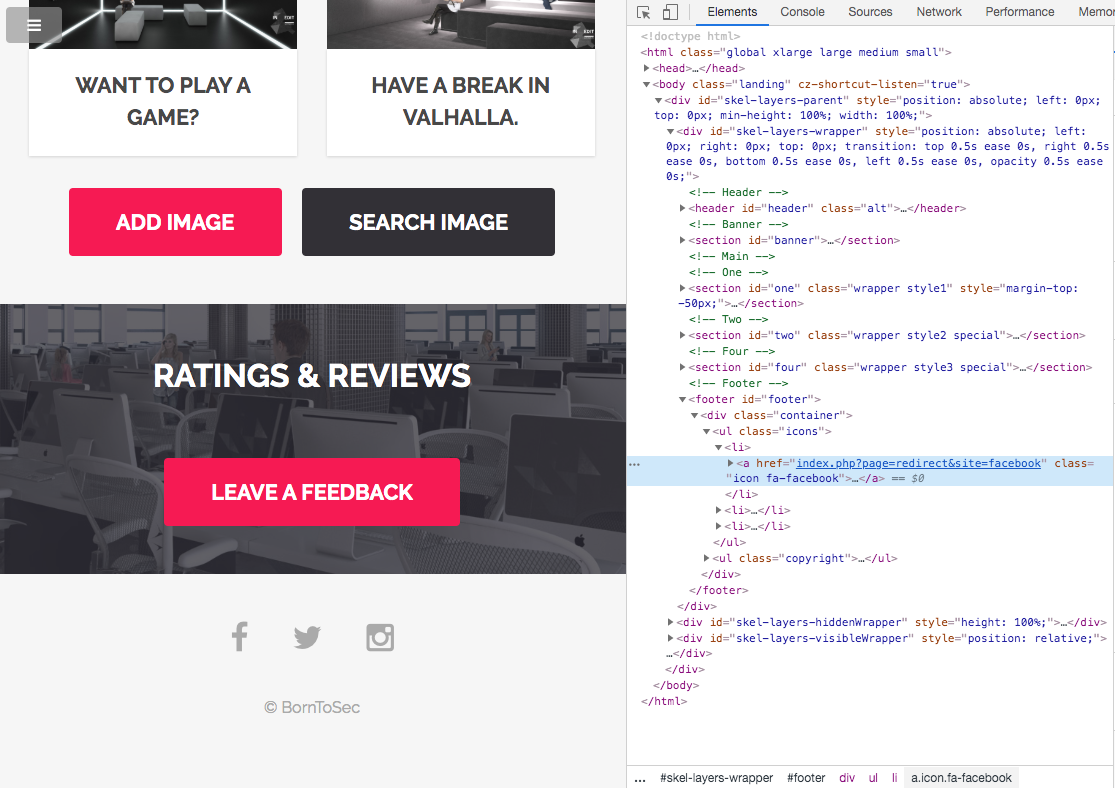 IN EDIT
IN EDIT
WANT TO PLAY A
GAME?
HAVE A BREAK IN
VALHALLA.
ADD IMAGE
SEARCH IMAGE
RATINGS & REVIEWS
LEAVE A FEEDBACK
© BornToSec
Elements Console Sources Network Performance Memor
<!doctype html>
<html class="global xlarge large medium small">
<head>…</head>
<body class="landing" cz-shortcut-listen="true">
<div id="skel-layers-parent" style="position: absolute; left: 0px;
top: 0px; min-height: 100%; width: 100%;">
<div id="skel-layers-wrapper" style="position: absolute; left:
0px; right: 0px; top: 0px; transition: top 0.5s ease 0s, right 0.5s
ease 0s, bottom 0.5s ease 0s, left 0.5s ease 0s, opacity 0.5s ease
0s;">
<!-- Header -->
<header id="header" class="alt">…</header>
<!-- Banner -->
<section id="banner">…</section>
<!-- Main -->
<!-- One -->
<section id="one" class="wrapper style1" style="margin-top:
-50px;">…</section>
<!-- Two -->
<section id="two" class="wrapper style2 special">…</section>
<!-- Four -->
<section id="four" class="wrapper style3 special">…</section>
<!-- Footer -->
<footer id="footer">
<div class="container">
<ul class="icons">
<li>
… <a href="index.php?page=redirect&site=facebook" class=
"icon fa-facebook">…</a> == $0
</li>
<li>…</li>
<li>…</li>
</ul>
<ul class="copyright">…</ul>
</div>
</footer>
</div>
<div id="skel-layers-hiddenWrapper" style="height: 100%;">…</div>
<div id="skel-layers-visibleWrapper" style="position: relative;">
…</div>
</div>
</body>
</html>
… #skel-layers-wrapper #footer div ul li a.icon.fa-facebook